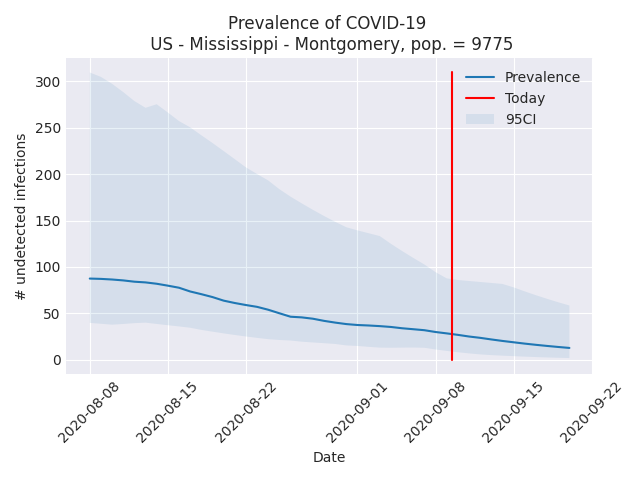 Prevalence of COVID-19
US - Mississippi - Montgomery, pop. = 9775
Prevalence
Today
95CI
300
250
200
150
100
50
0
# undetected infections
2020-08-08
2020-08-15
2020-08-22
2020-09-01
2020-09-08
2020-09-15
2020-09-22
Date